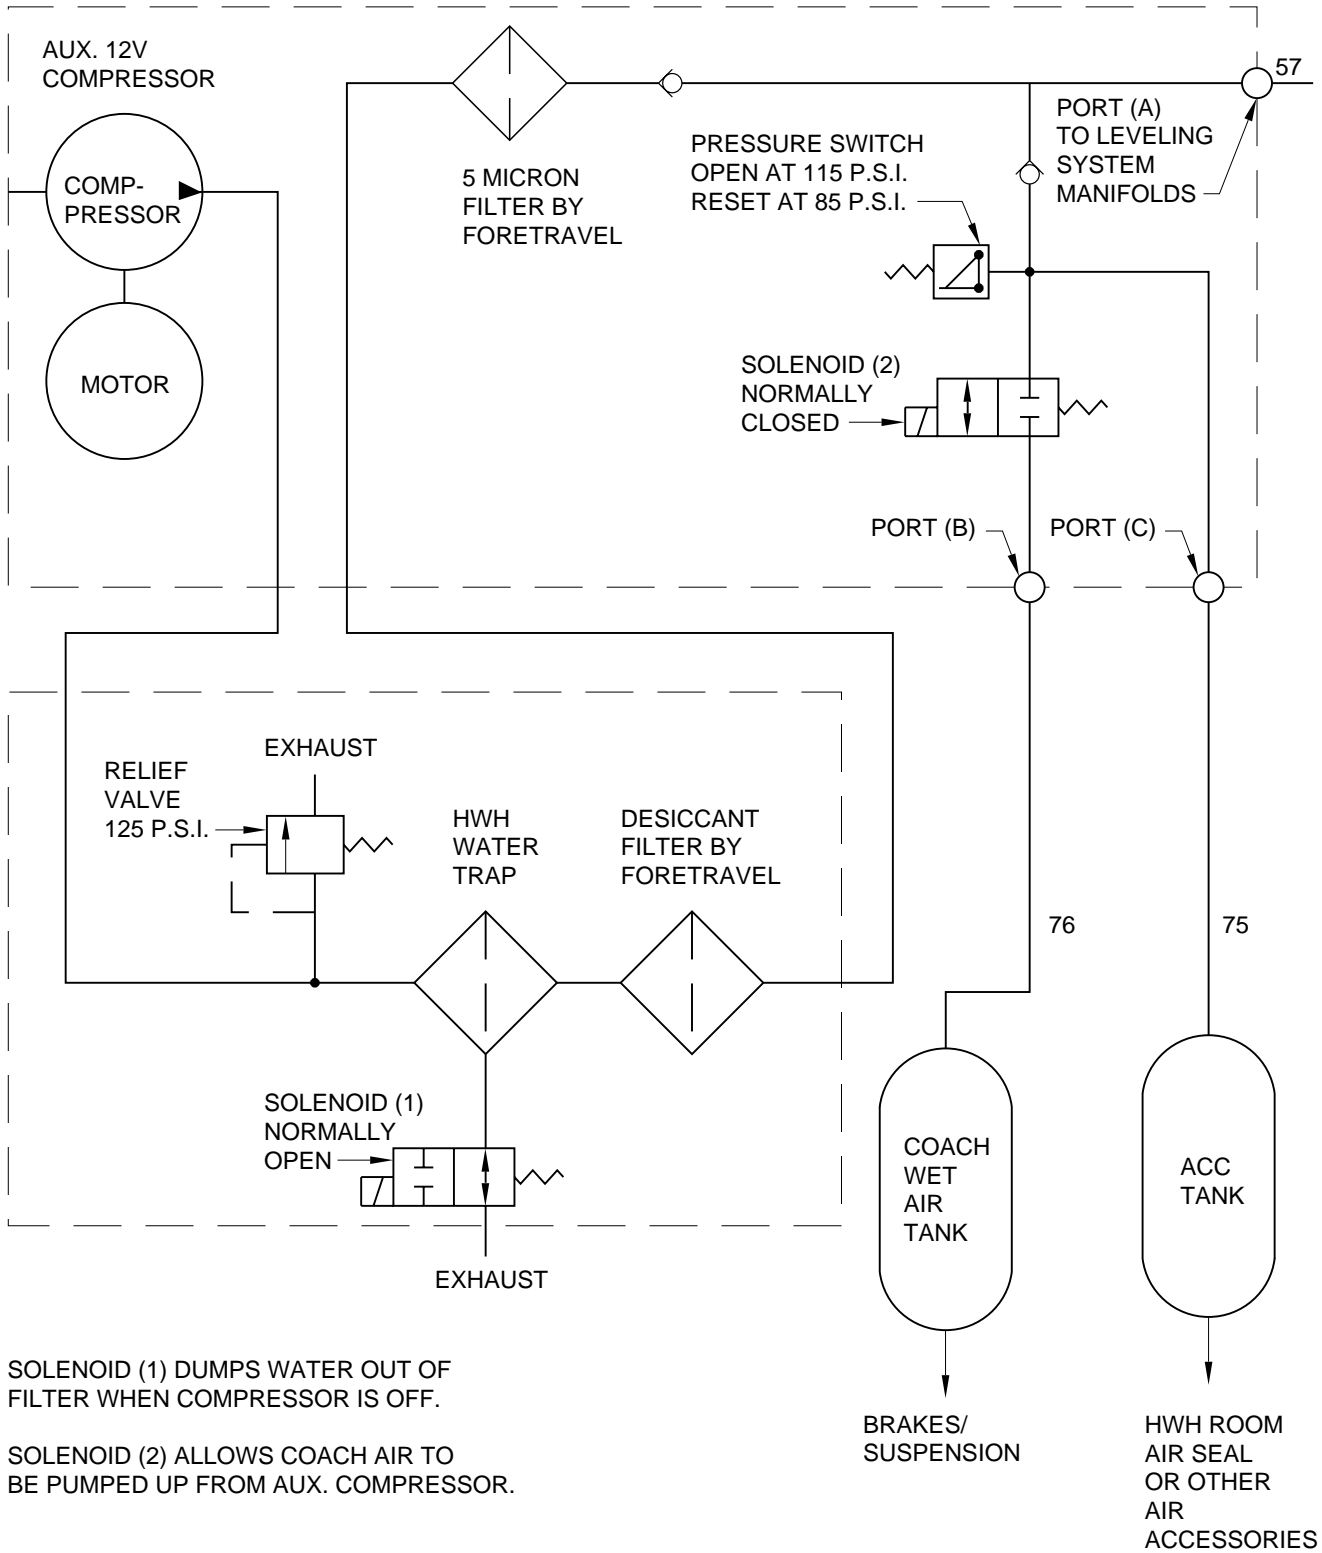 AUX. 12V
COMPRESSOR
COMP-
PRESSOR
MOTOR
5 MICRON
FILTER BY
FORETRAVEL
PRESSURE SWITCH
OPEN AT 115 P.S.I.
RESET AT 85 P.S.I.
57
PORT (A)
TO LEVELING
SYSTEM
MANIFOLDS
SOLENOID (2)
NORMALLY
CLOSED
PORT (B)
PORT (C)
EXHAUST
RELIEF
VALVE
125 P.S.I.
HWH
WATER
TRAP
DESICCANT
FILTER BY
FORETRAVEL
76
75
SOLENOID (1)
NORMALLY
OPEN
EXHAUST
COACH
WET
AIR
TANK
ACC
TANK
BRAKES/
SUSPENSION
HWH ROOM
AIR SEAL
OR OTHER
AIR
ACCESSORIES
SOLENOID (1) DUMPS WATER OUT OF
FILTER WHEN COMPRESSOR IS OFF.
SOLENOID (2) ALLOWS COACH AIR TO
BE PUMPED UP FROM AUX. COMPRESSOR.